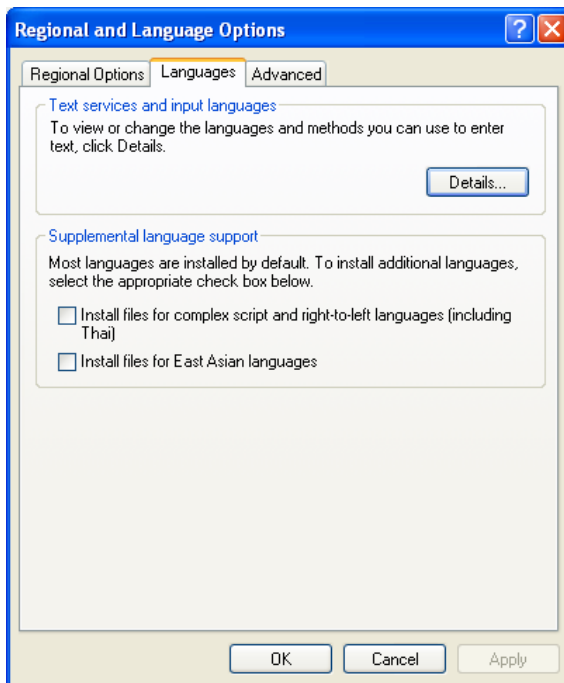 Regional and Language Options
Regional Options Languages Advanced
Text services and input languages
To view or change the languages and methods you can use to enter
text, click Details.
Details...
Supplemental language support
Most languages are installed by default. To install additional languages,
select the appropriate check box below.
Install files for complex script and right-to-left languages (including
Thai)
Install files for East Asian languages
OK Cancel Apply